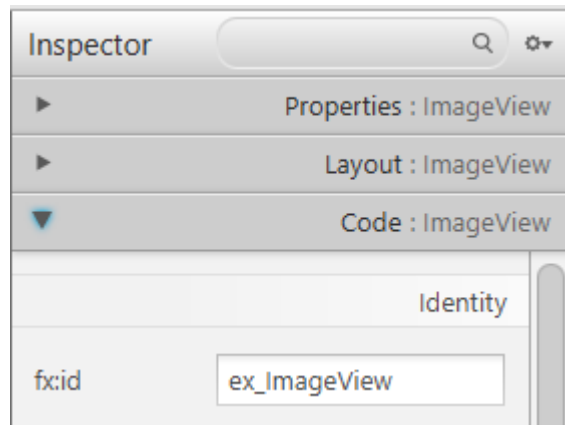 Inspector
Properties : ImageView
Layout : ImageView
Code : ImageView
Identity
fx:id ex_ImageView